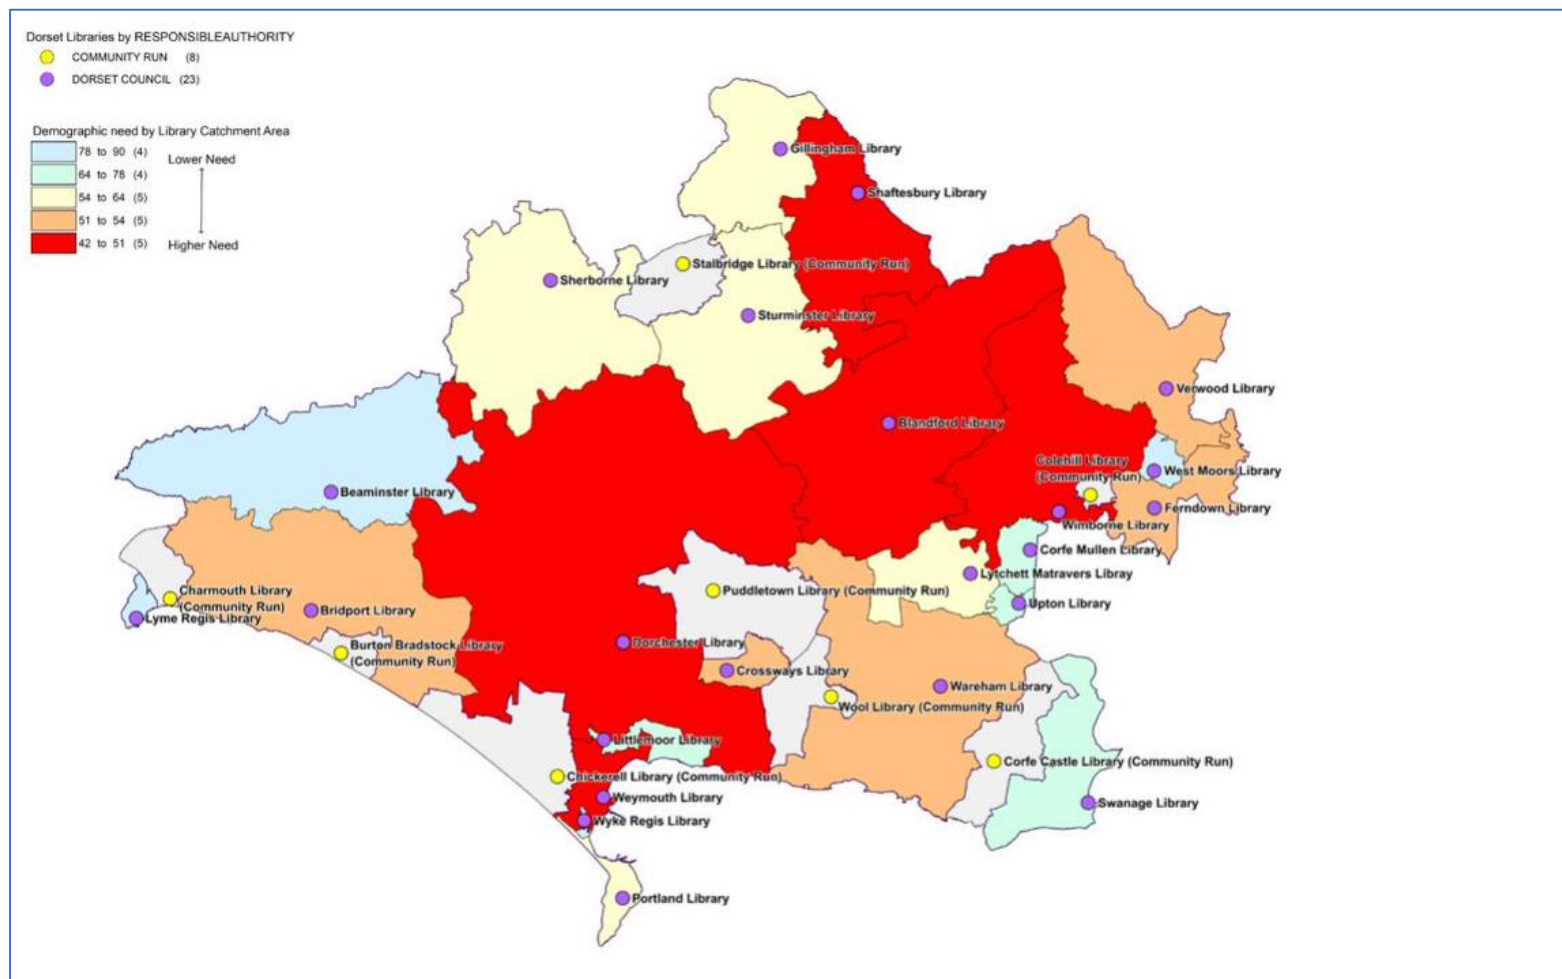 Dorset Libraries by RESPONSIBLEAUTHORITY
COMMUNITY RUN (8)
DORSET COUNCIL (23)
Demographic need by Library Catchment Area
78 to 90 (4)
Lower Need
64 to 78 (4)
54 to 64 (5)
51 to 54 (5)
42 to 51 (5)
Higher Need
Gillingham Library
Shaftesbury Library
Stalbridge Library (Community Run)
Sherborne Library
Sturminster Library
Verwood Library
Blandford Library
Colehill Library
(Community Run)
West Moors Library
Beaminster Library
Ferndown Library
Wimborne Library
Corfe Mullen Library
Lytchett Matravers Libray
Charmouth Library
(Community Run)
Puddletown Library (Community Run)
Upton Library
Bridport Library
Lyme Regis Library
Burton Bradstock Library
(Community Run)
Dorchester Library
Crossways Library
Wareham Library
Wool Library (Community Run)
Littlemoor Library
Corfe Castle Library (Community Run)
Chickerell Library (Community Run)
Weymouth Library
Swanage Library
Wyke Regis Library
Portland Library